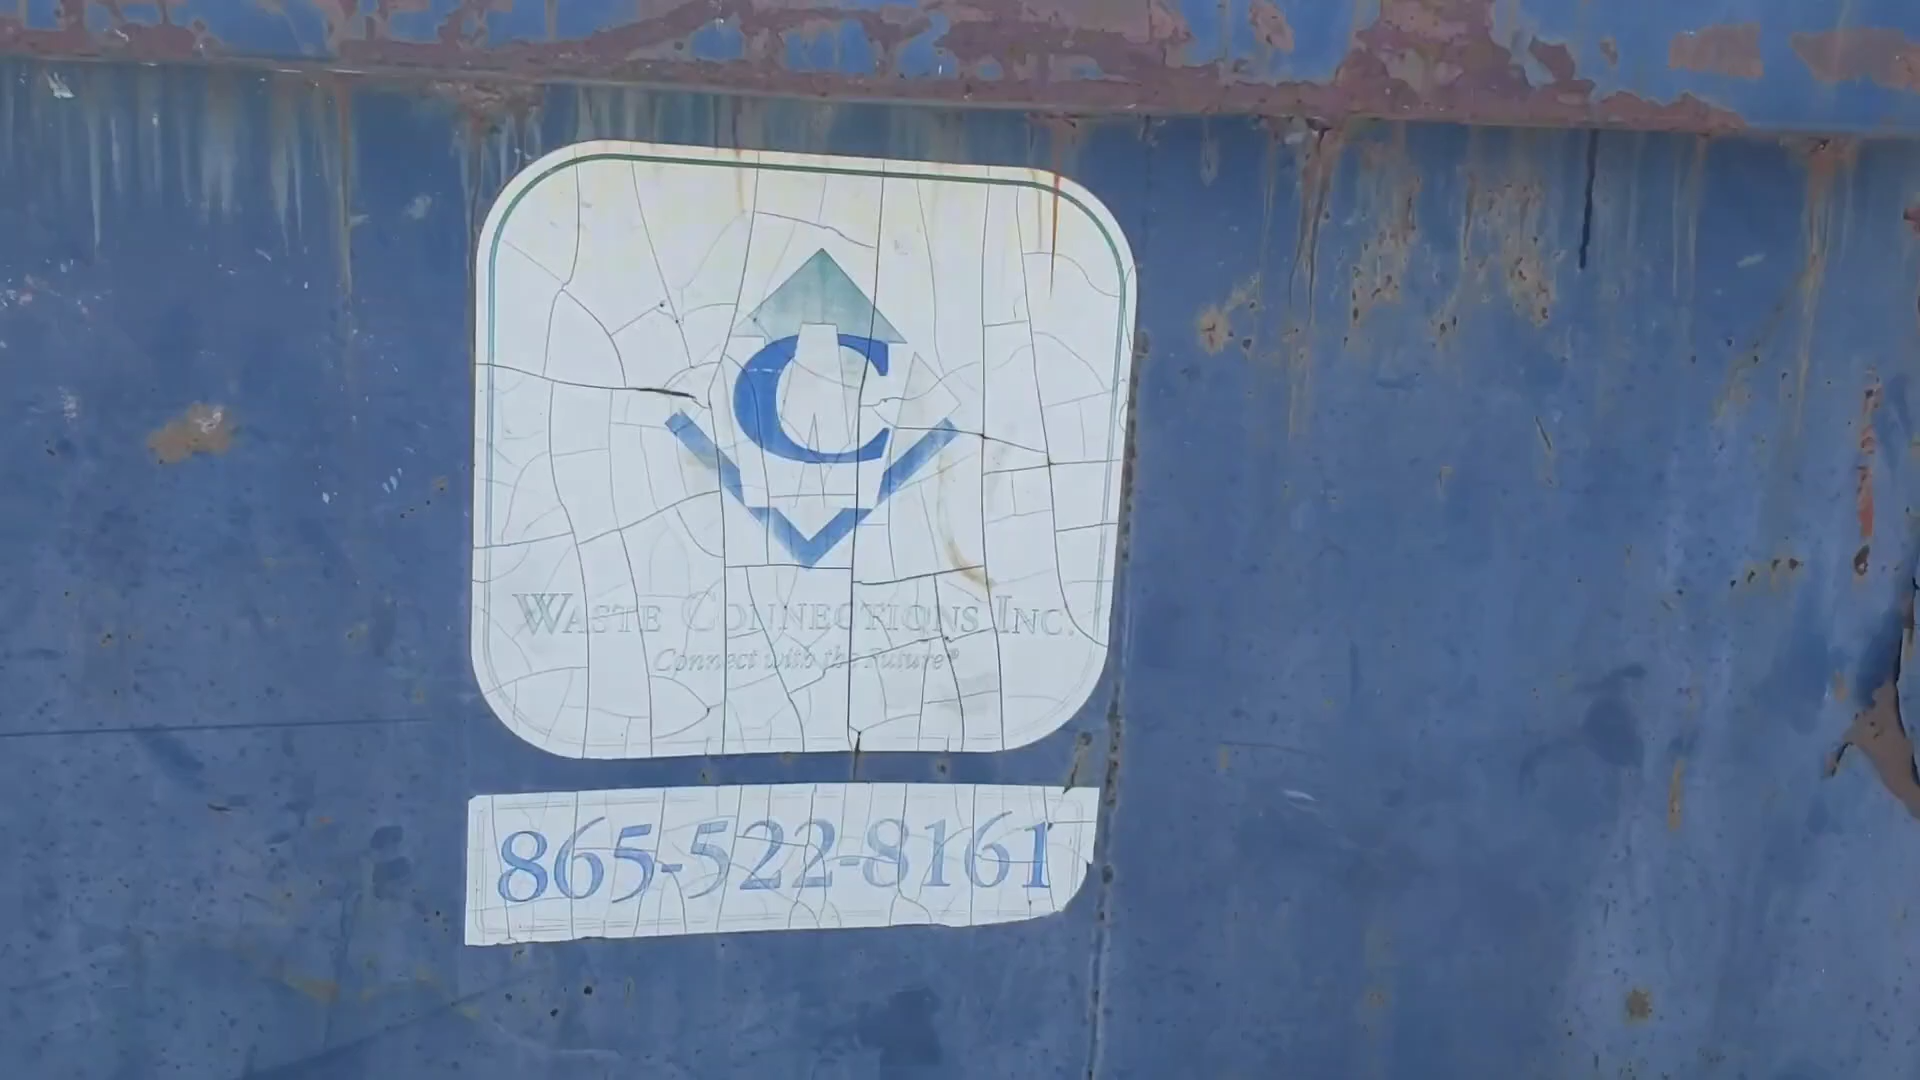 C
WASTE CONNECTIONS INC.
Connect with the Future®
865-522-8161